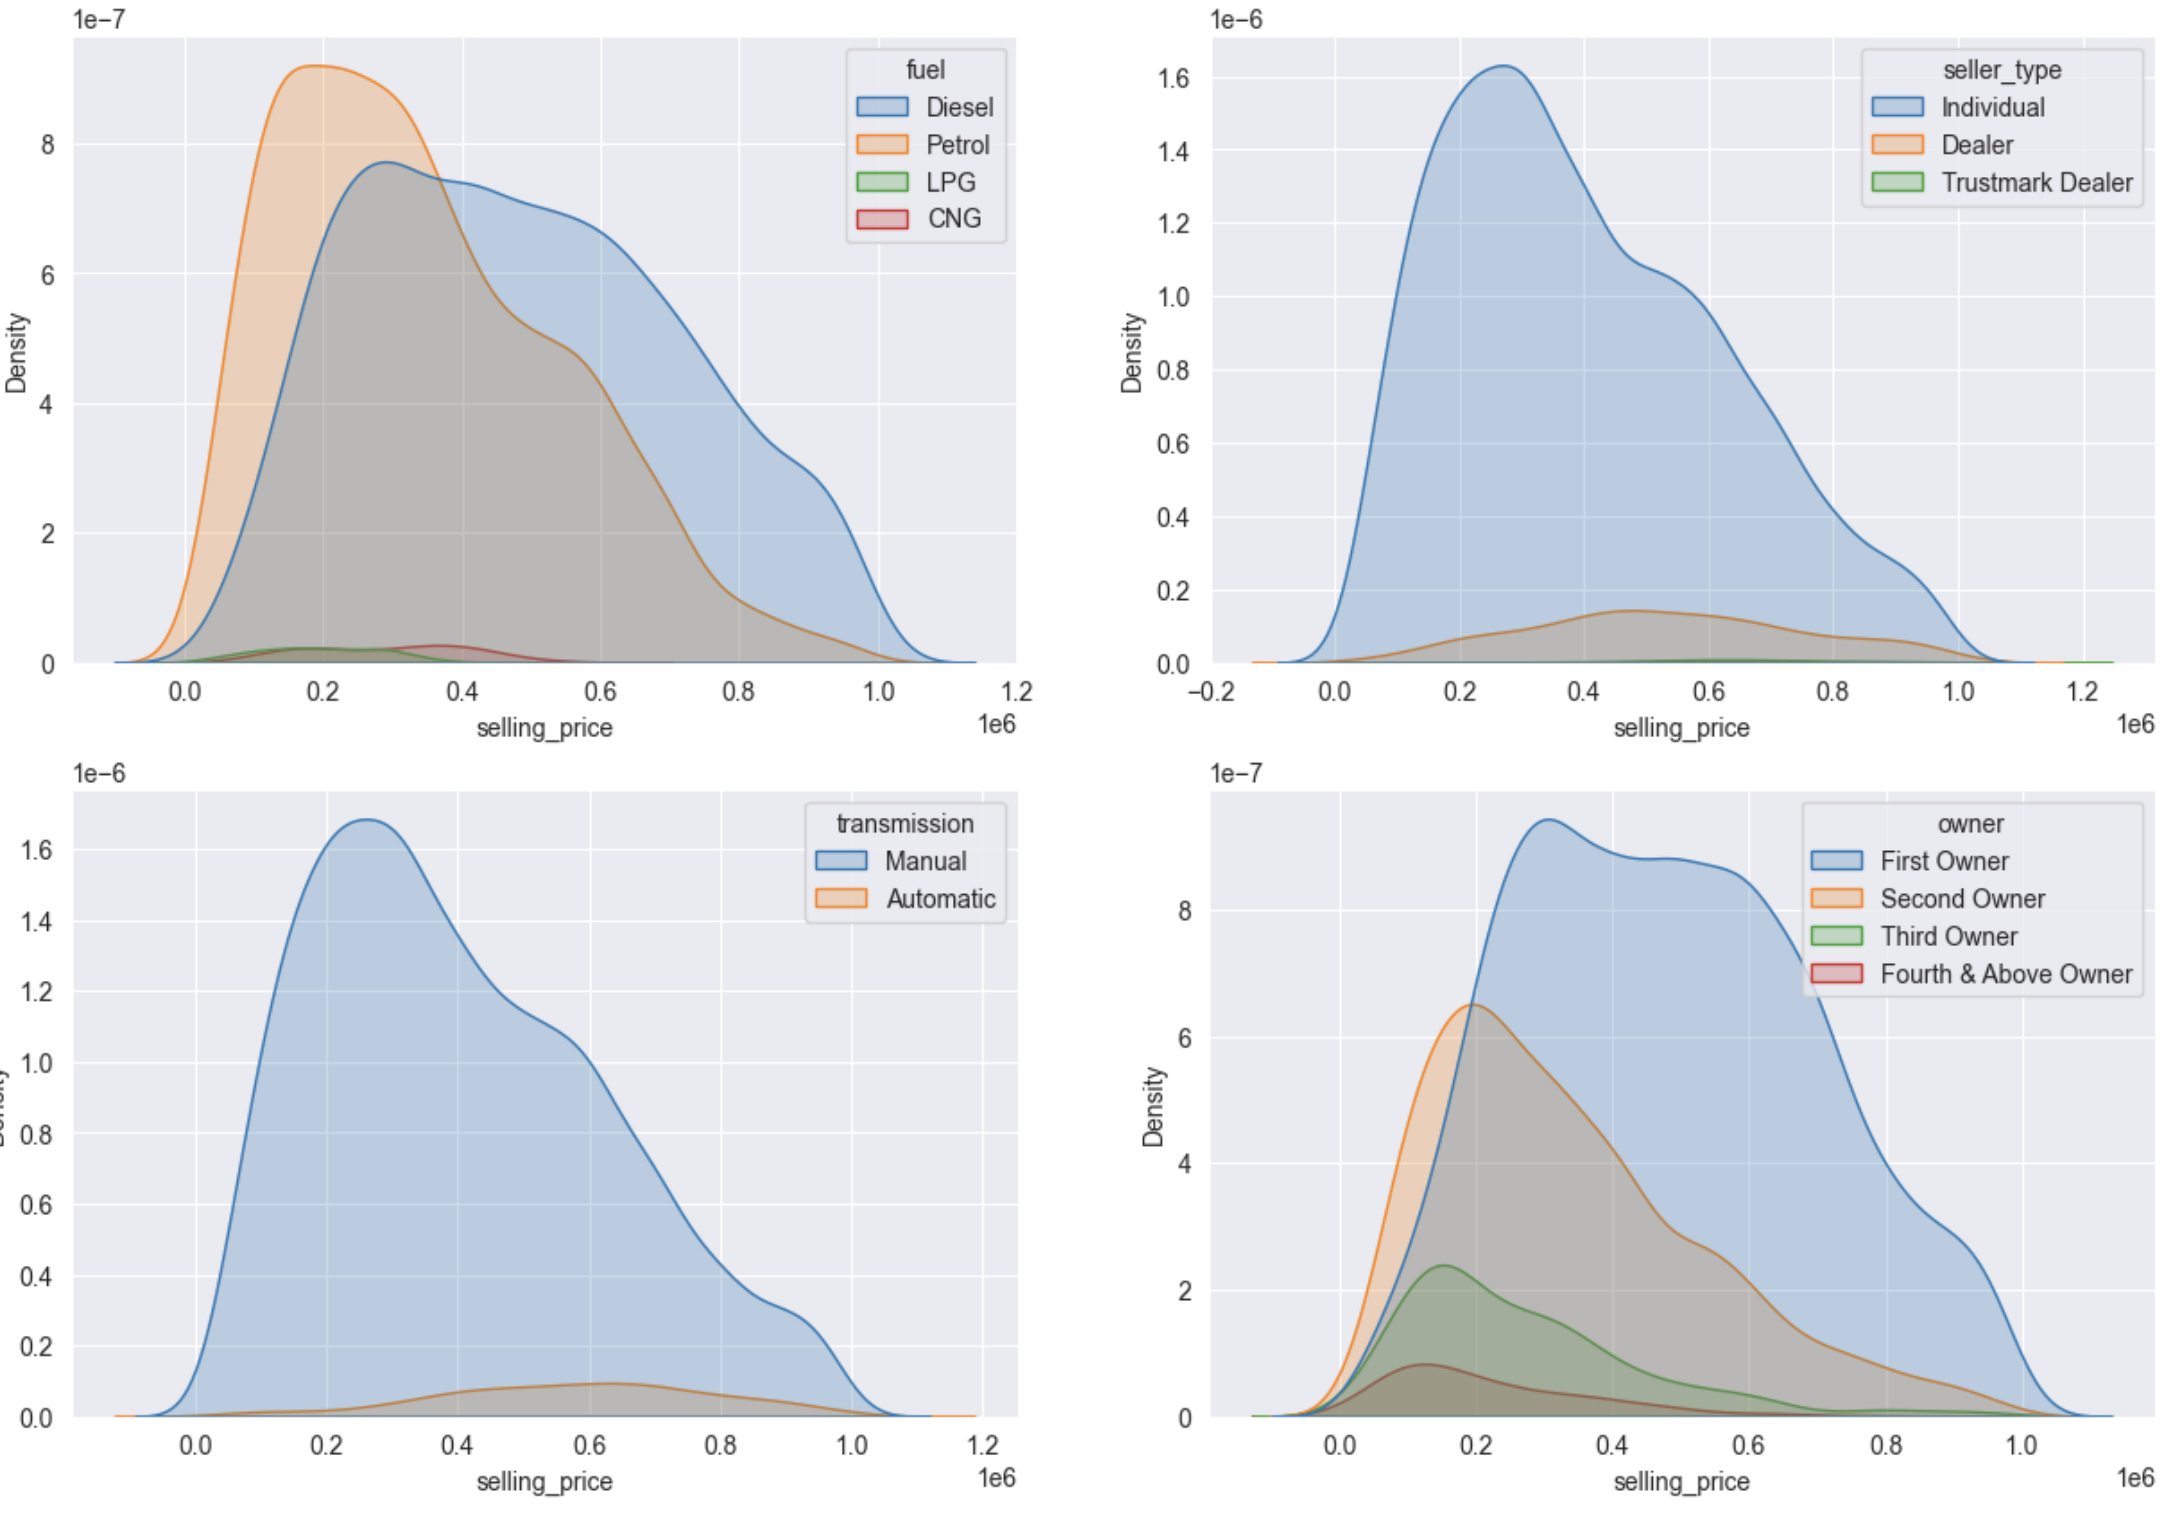 1e−7
fuel
Diesel
Petrol
LPG
CNG
8
6
4
2
0
Density
0.0 0.2 0.4 0.6 0.8 1.0 1.2
1e6
selling_price
1e−6
seller_type
Individual
Dealer
Trustmark Dealer
1.6
1.4
1.2
1.0
0.8
0.6
0.4
0.2
0.0
Density
−0.2 0.0 0.2 0.4 0.6 0.8 1.0 1.2
1e6
selling_price
1e−6
transmission
Manual
Automatic
1.6
1.4
1.2
1.0
0.8
0.6
0.4
0.2
0.0
0.0 0.2 0.4 0.6 0.8 1.0 1.2
1e6
selling_price
1e−7
owner
First Owner
Second Owner
Third Owner
Fourth & Above Owner
8
6
4
2
0
Density
0.0 0.2 0.4 0.6 0.8 1.0
1e6
selling_price